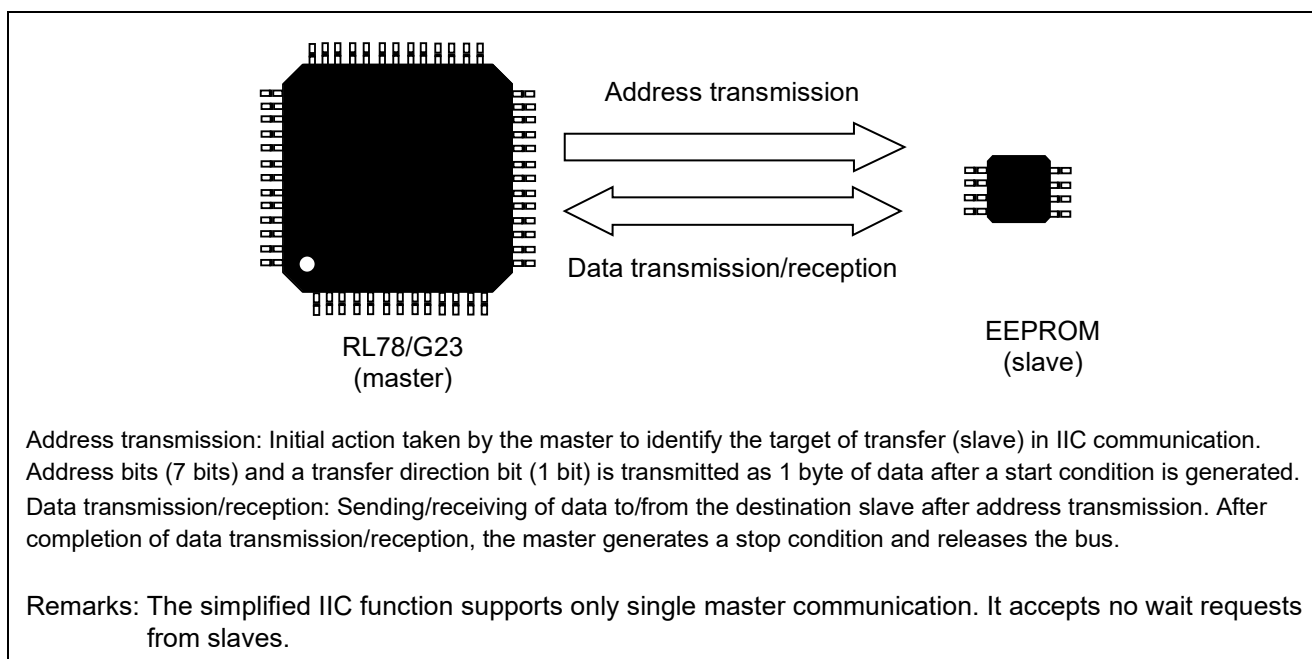 Address transmission
Data transmission/reception
RL78/G23
(master)
EEPROM
(slave)
Address transmission: Initial action taken by the master to identify the target of transfer (slave) in IIC communication.
Address bits (7 bits) and a transfer direction bit (1 bit) is transmitted as 1 byte of data after a start condition is generated.
Data transmission/reception: Sending/receiving of data to/from the destination slave after address transmission. After
completion of data transmission/reception, the master generates a stop condition and releases the bus.
Remarks: The simplified IIC function supports only single master communication. It accepts no wait requests
from slaves.